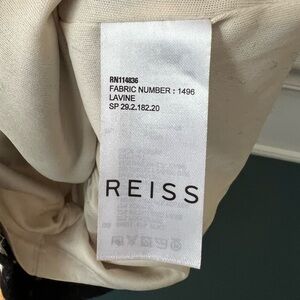 RN114836
FABRIC NUMBER : 1496
LAVINE
SP 29.2.182.20
REISS